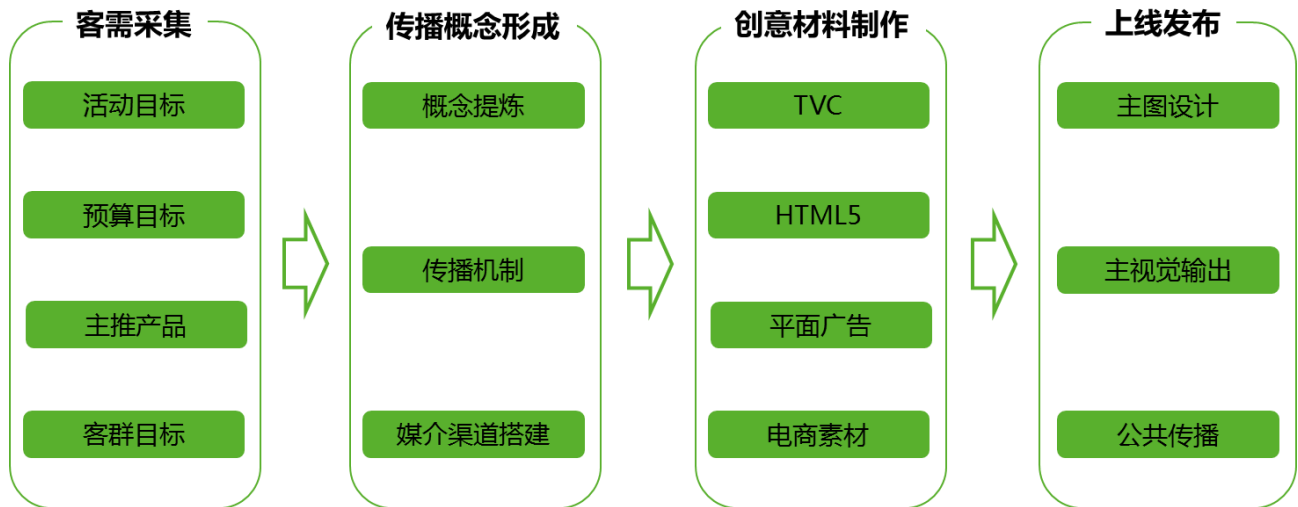 客需采集
活动目标
预算目标
主推产品
客群目标
传播概念形成
概念提炼
传播机制
媒介渠道搭建
创意材料制作
TVC
HTML5
平面广告
电商素材
上线发布
主图设计
主视觉输出
公共传播